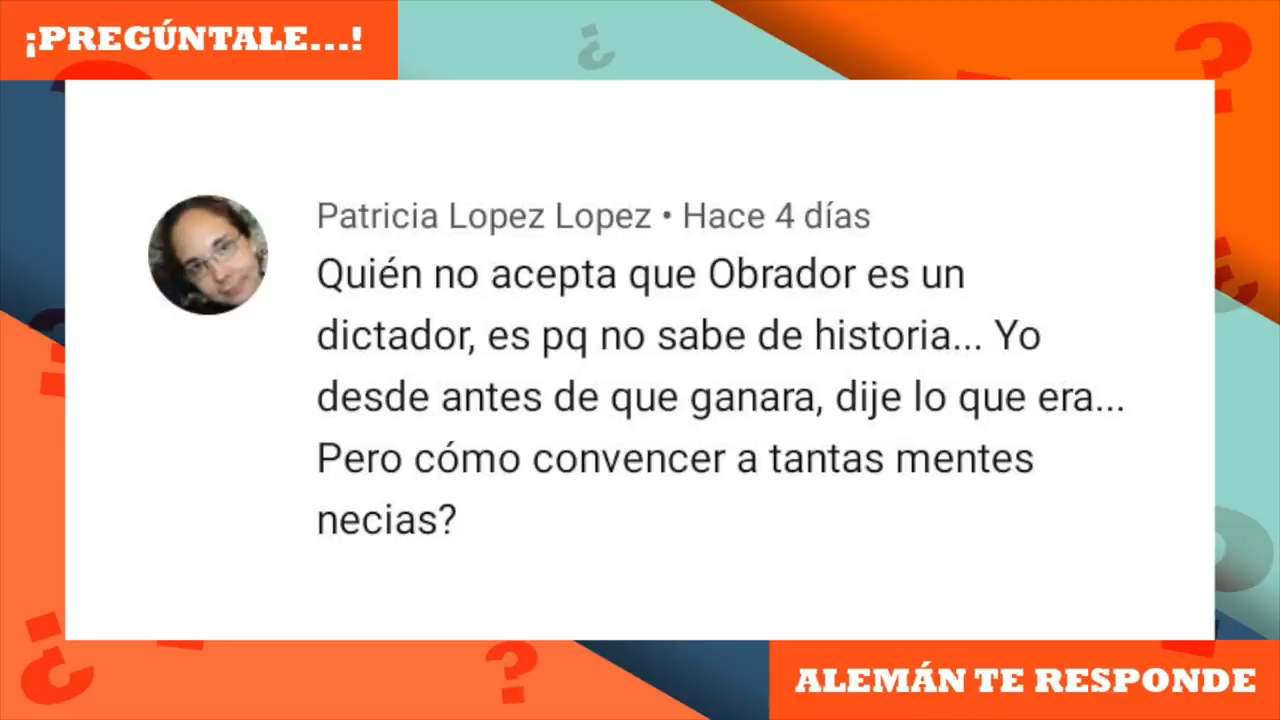 ¡PREGÚNTALE...!
Patricia Lopez Lopez • Hace 4 días
Quién no acepta que Obrador es un
dictador, es pq no sabe de historia... Yo
desde antes de que ganara, dije lo que era...
Pero cómo convencer a tantas mentes
necias?
ALEMÁN TE RESPONDE